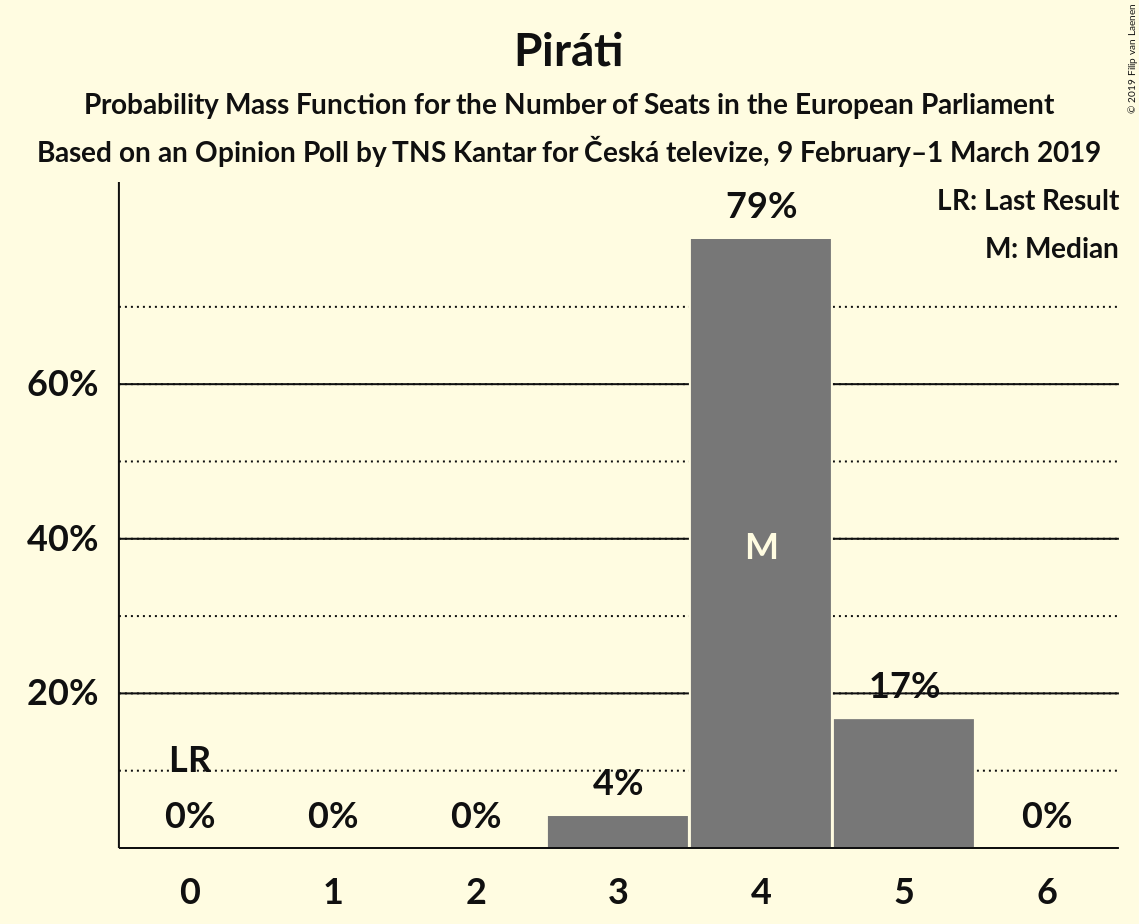 Piráti
Probability Mass Function for the Number of Seats in the European Parliament
Based on an Opinion Poll by TNS Kantar for Česká televize, 9 February–1 March 2019
© 2019 Filip van Laenen
LR: Last Result
M: Median
79%
60%
40%
M
20%
17%
LR
4%
0%
0%
0%
0%
0
1
2
3
4
5
6